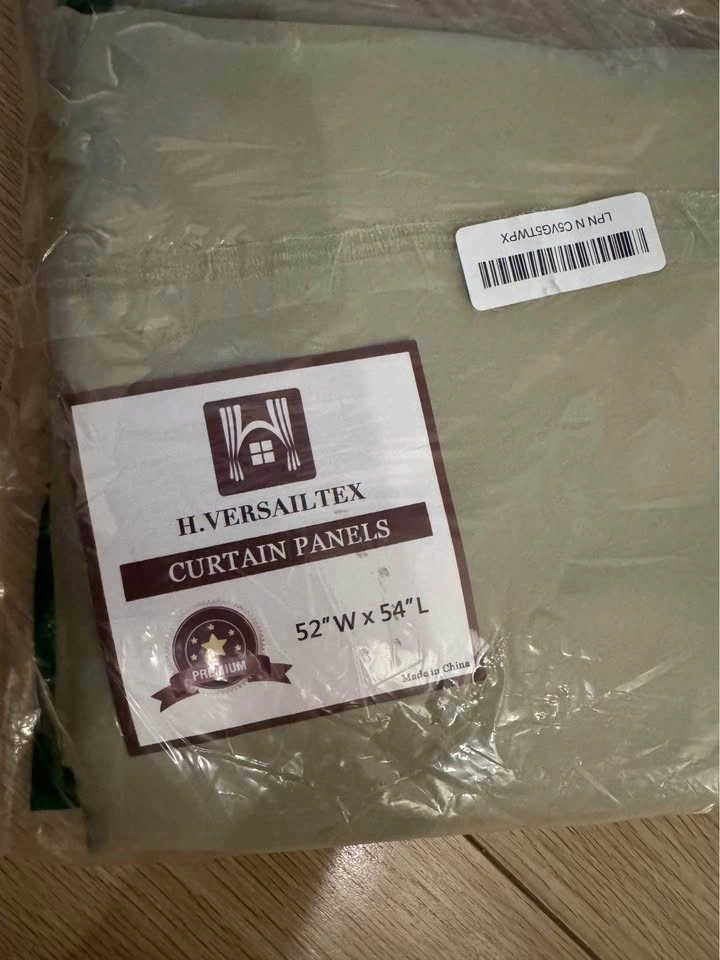 LPN N C5VG5TWPX
H.VERSAILTEX
CURTAIN PANELS
52"W x 54"L
PREMIUM
Made in China